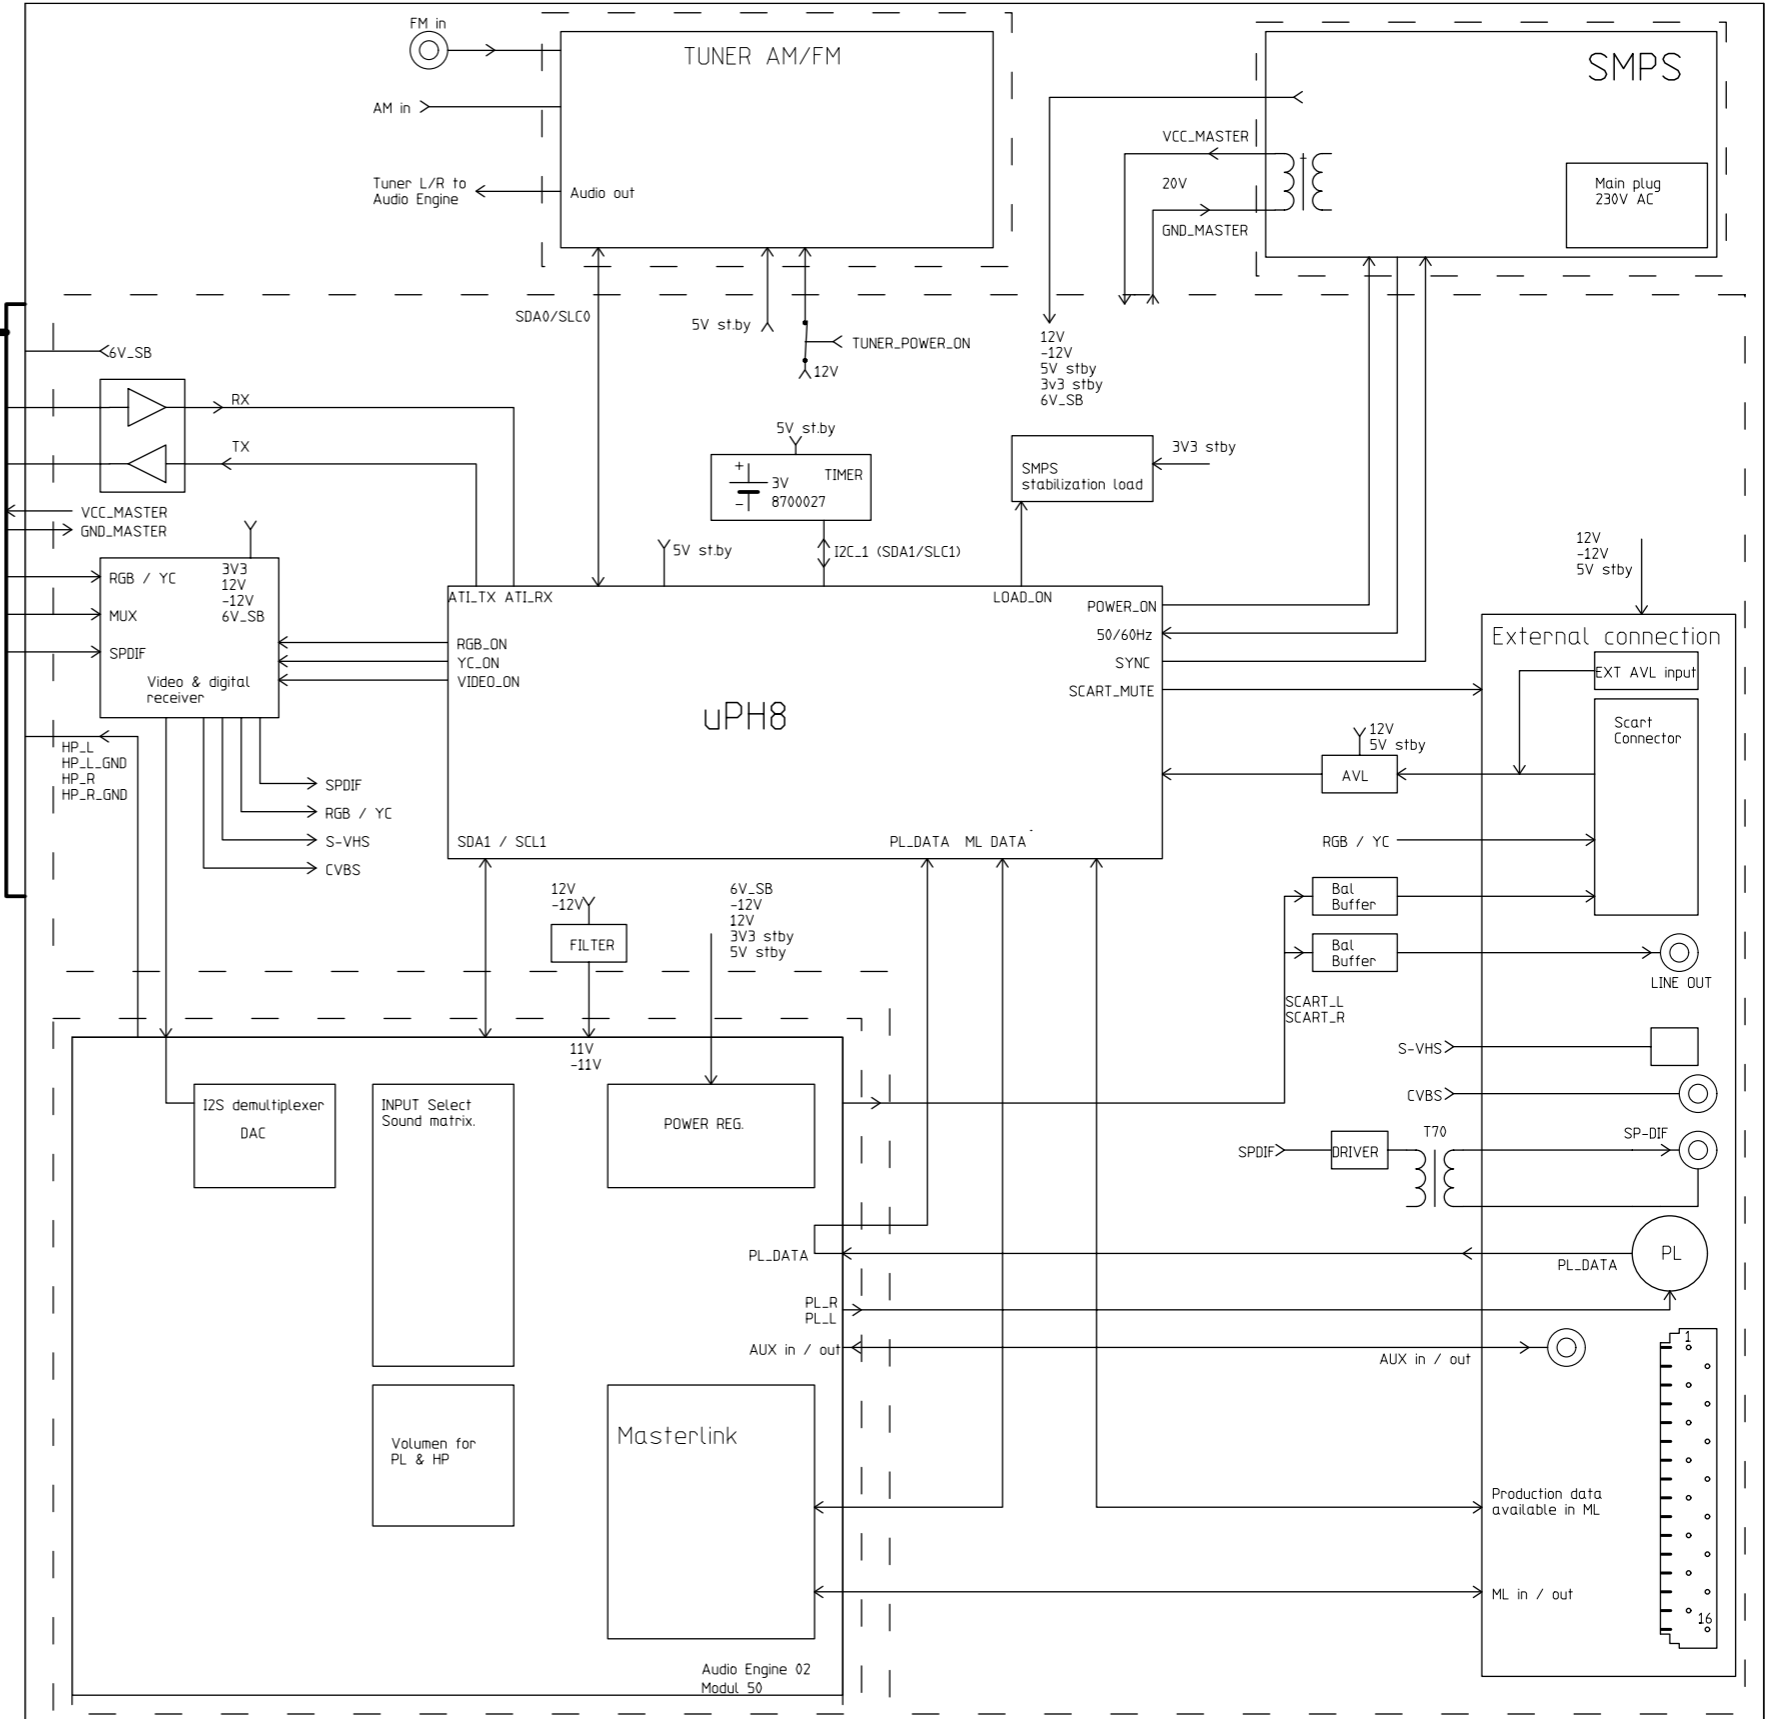 FM in
TUNER AM/FM
SMPS
AM in
VCC_MASTER
20V
GND_MASTER
Main plug
230V AC
Tuner L/R to
Audio Engine
Audio out
SDA0/SLC0
5V st.by
TUNER_POWER_ON
12V
12V
-12V
5V stby
3v3 stby
6V_SB
6V_SB
RX
TX
VCC_MASTER
GND_MASTER
5V st.by
+
TIMER
3V
8700027
-
SMPS
stabilization load
3V3 stby
5V st.by
I2C_1 (SDA1/SLC1)
12V
-12V
5V stby
RGB / YC
MUX
SPDIF
3V3
12V
-12V
6V_SB
Video & digital
receiver
ATI_TX ATI_RX
LOAD_ON
RGB_ON
YC_ON
VIDEO_ON
POWER_ON
50/60Hz
SYNC
SCART_MUTE
uPH8
SDA1 / SCL1
PL_DATA ML DATA
External connection
EXT AVL input
Scart
Connector
12V
5V stby
AVL
RGB / YC
HP_L
HP_L_GND
HP_R
HP_R_GND
SPDIF
RGB / YC
S-VHS
CVBS
12V
-12V
FILTER
6V_SB
-12V
12V
3V3 stby
5V stby
Bal
Buffer
Bal
Buffer
LINE OUT
SCART_L
SCART_R
11V
-11V
S-VHS
CVBS
I2S demultiplexer
DAC
INPUT Select
Sound matrix.
POWER REG.
SPDIF
DRIVER
T70
SP-DIF
PL_DATA
PL_DATA
PL
PL_R
PL_L
AUX in / out
AUX in / out
1
Volumen for
PL & HP
Masterlink
Production data
available in ML
ML in / out
16
Audio Engine 02
Modul 50